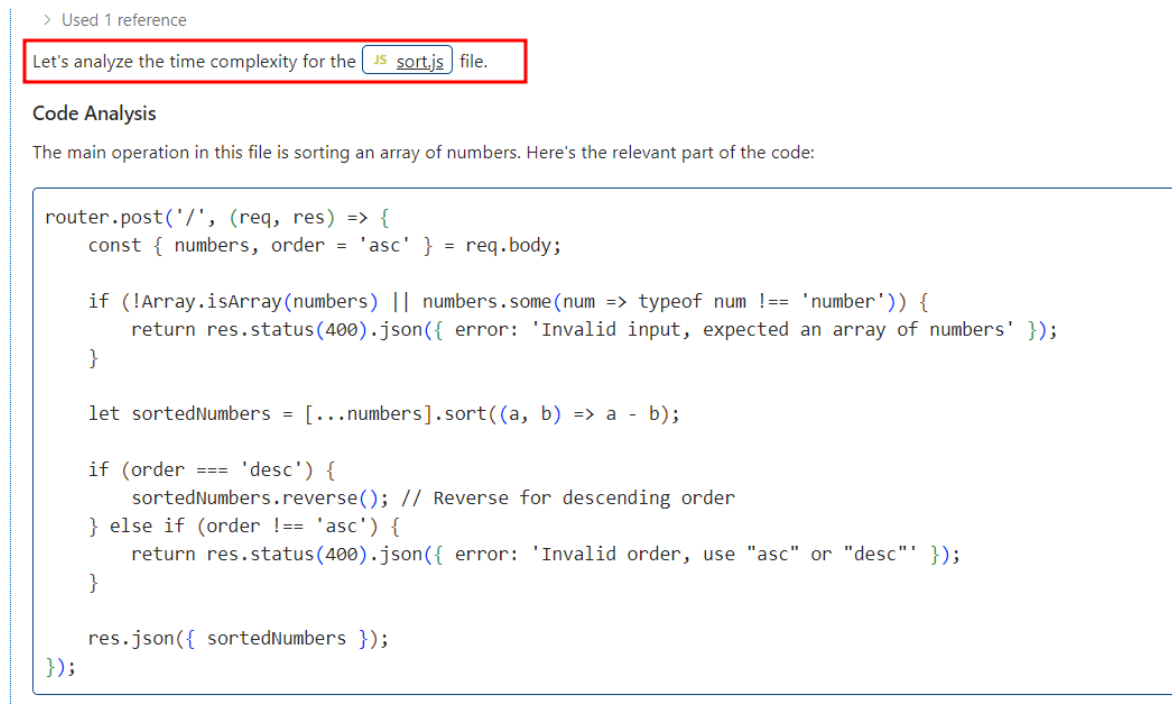 > Used 1 reference
Let's analyze the time complexity for the JS sort.js file.
Code Analysis
The main operation in this file is sorting an array of numbers. Here's the relevant part of the code:
router.post('/', (req, res) => {
    const { numbers, order = 'asc' } = req.body;
    if (!Array.isArray(numbers) || numbers.some(num => typeof num !== 'number')) {
        return res.status(400).json({ error: 'Invalid input, expected an array of numbers' });
    }
    let sortedNumbers = [...numbers].sort((a, b) => a - b);
    if (order === 'desc') {
        sortedNumbers.reverse(); // Reverse for descending order
    } else if (order !== 'asc') {
        return res.status(400).json({ error: 'Invalid order, use "asc" or "desc"' });
    }
    res.json({ sortedNumbers });
});